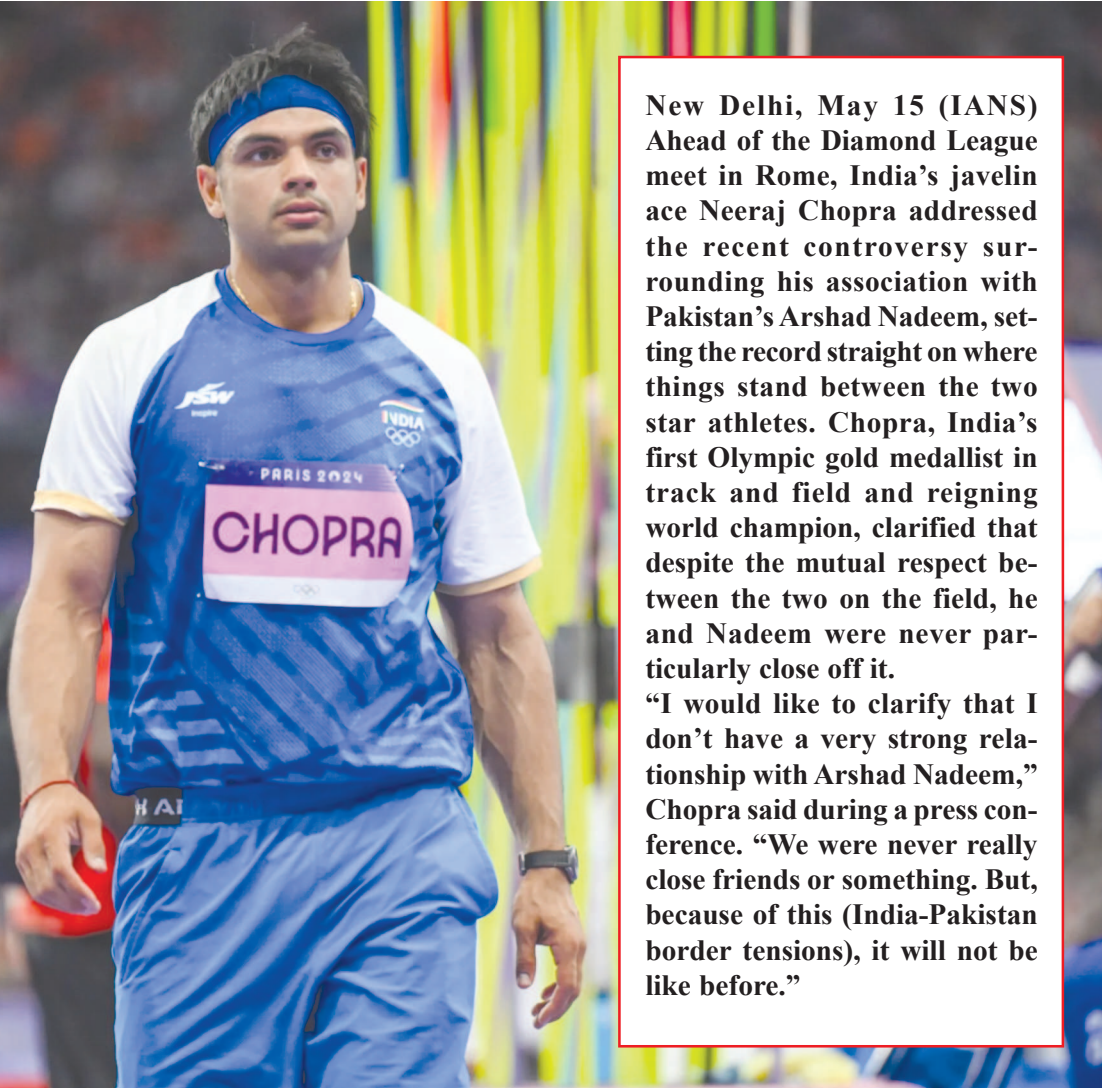 JSW
Inspire
INDIA
PARIS 2024
CHOPRA
New Delhi, May 15 (IANS)
Ahead of the Diamond League
meet in Rome, India’s javelin
ace Neeraj Chopra addressed
the recent controversy sur-
rounding his association with
Pakistan’s Arshad Nadeem, set-
ting the record straight on where
things stand between the two
star athletes. Chopra, India’s
first Olympic gold medallist in
track and field and reigning
world champion, clarified that
despite the mutual respect be-
tween the two on the field, he
and Nadeem were never par-
ticularly close off it.
“I would like to clarify that I
don’t have a very strong rela-
tionship with Arshad Nadeem,”
Chopra said during a press con-
ference. “We were never really
close friends or something. But,
because of this (India-Pakistan
border tensions), it will not be
like before.”